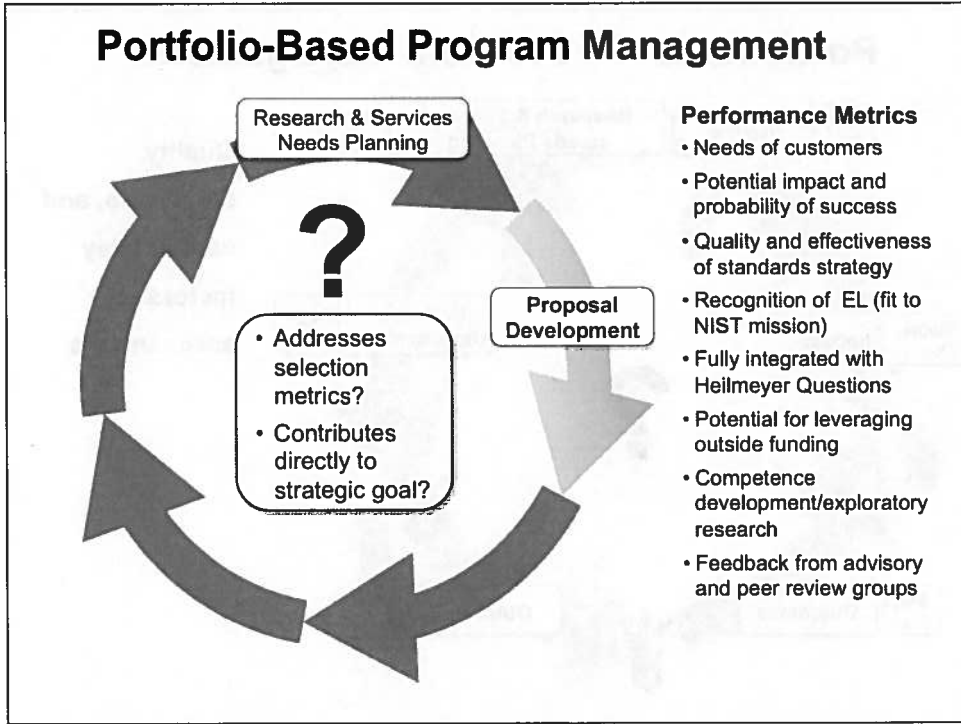 Portfolio-Based Program Management
Research & Services
Needs Planning
?
• Addresses
selection
metrics?
• Contributes
directly to
strategic goal?
Proposal
Development
Performance Metrics
• Needs of customers
• Potential impact and
probability of success
• Quality and effectiveness
of standards strategy
• Recognition of EL (fit to
NIST mission)
• Fully integrated with
Heilmeyer Questions
• Potential for leveraging
outside funding
• Competence
development/exploratory
research
• Feedback from advisory
and peer review groups